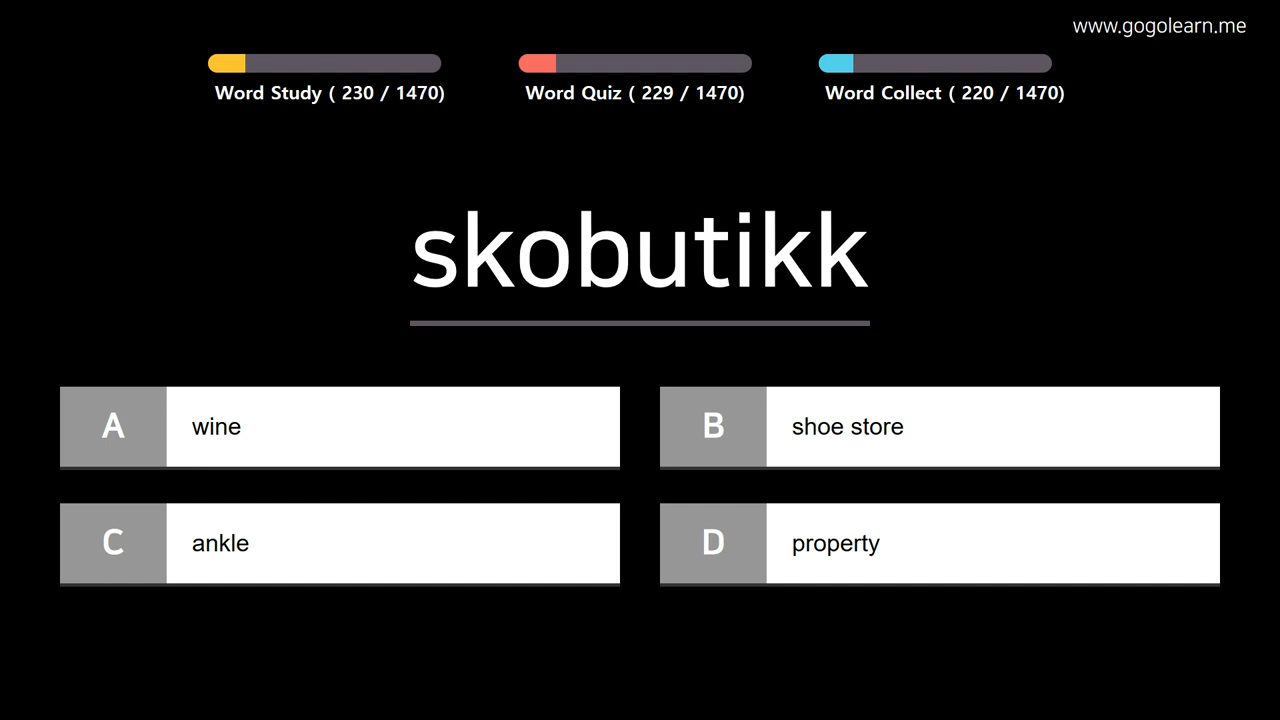 www.gogolearn.me
Word Study ( 230 / 1470)
Word Quiz ( 229 / 1470)
Word Collect ( 220 / 1470)
skobutikk
A wine
B shoe store
C ankle
D property